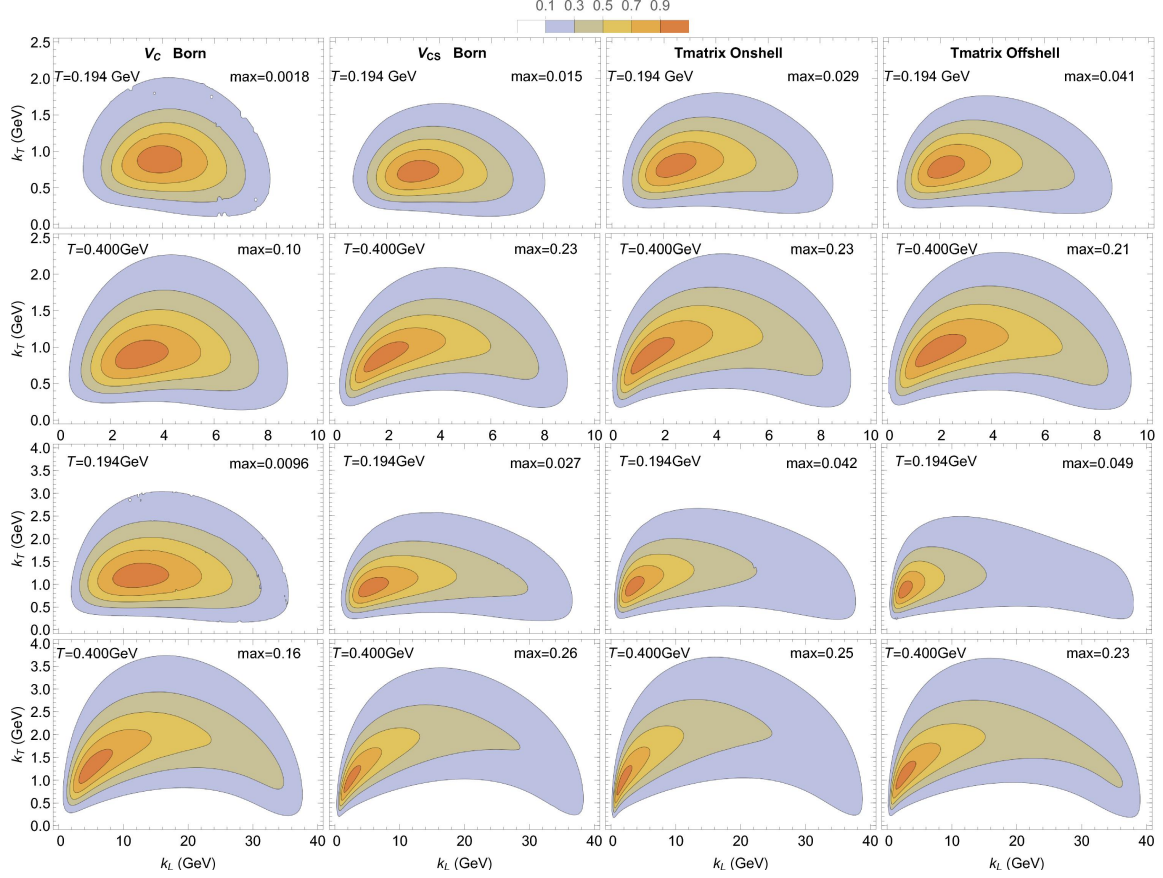 0.1 0.3 0.5 0.7 0.9
V_C Born
V_CS Born
Tmatrix Onshell
Tmatrix Offshell
2.5
2.0
1.5
1.0
0.5
0.0
k_T (GeV)
T=0.194 GeV max=0.0018
T=0.194 GeV max=0.015
T=0.194 GeV max=0.029
T=0.194 GeV max=0.041
2.5
2.0
1.5
1.0
0.5
0.0
k_T (GeV)
T=0.400GeV max=0.10
T=0.400GeV max=0.23
T=0.400GeV max=0.23
T=0.400GeV max=0.21
0 2 4 6 8 10
0 2 4 6 8 10
0 2 4 6 8 10
0 2 4 6 8 10
4.0
3.5
3.0
2.5
2.0
1.5
1.0
0.5
0.0
k_T (GeV)
T=0.194GeV max=0.0096
T=0.194GeV max=0.027
T=0.194GeV max=0.042
T=0.194GeV max=0.049
4.0
3.5
3.0
2.5
2.0
1.5
1.0
0.5
0.0
k_T (GeV)
T=0.400GeV max=0.16
T=0.400GeV max=0.26
T=0.400GeV max=0.25
T=0.400GeV max=0.23
0 10 20 30 40
0 10 20 30 40
0 10 20 30 40
0 10 20 30 40
k_L (GeV)
k_L (GeV)
k_L (GeV)
k_L (GeV)